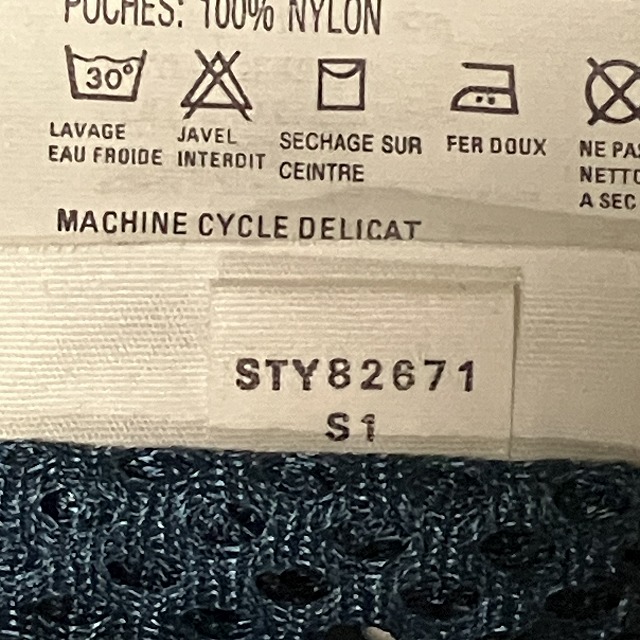 POCHES: 100% NYLON
30°
LAVAGE EAU FROIDE
JAVEL INTERDIT
SECHAGE SUR CEINTRE
FER DOUX
NE PAS
A SEC
MACHINE CYCLE DELICAT
STY82671
S1